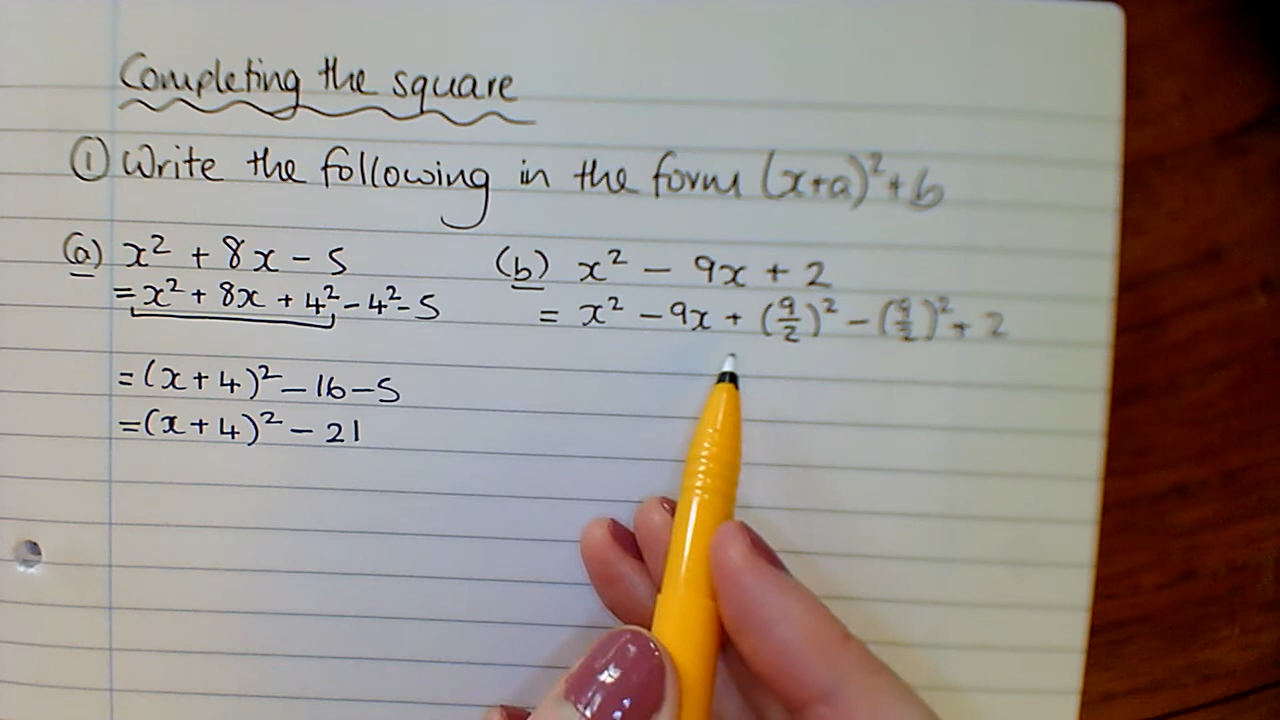 Completing the square
① Write the following in the form (x+a)²+b
(a) x² + 8x - 5
= x² + 8x + 4² - 4² - 5
= (x+4)² - 16 - 5
= (x+4)² - 21
(b) x² - 9x + 2
= x² - 9x + (9/2)² - (9/2)² + 2